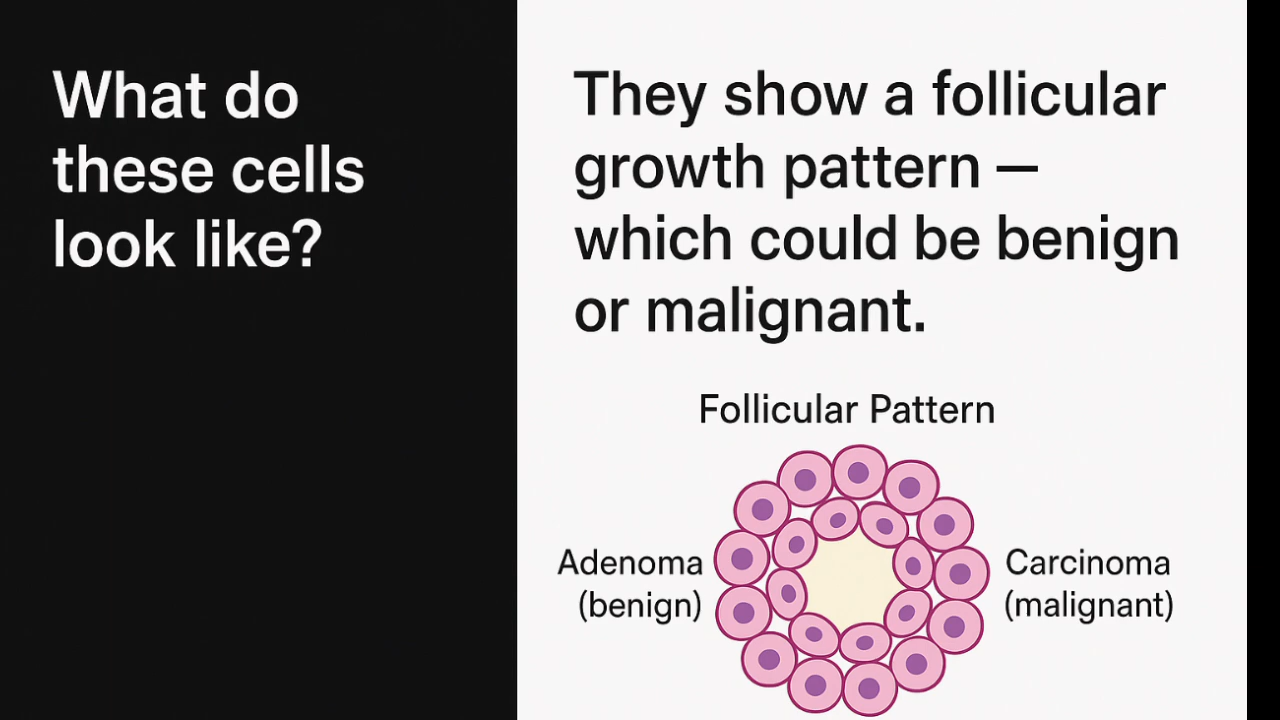 What do
these cells
look like?
They show a follicular
growth pattern —
which could be benign
or malignant.
Follicular Pattern
Adenoma
(benign)
Carcinoma
(malignant)